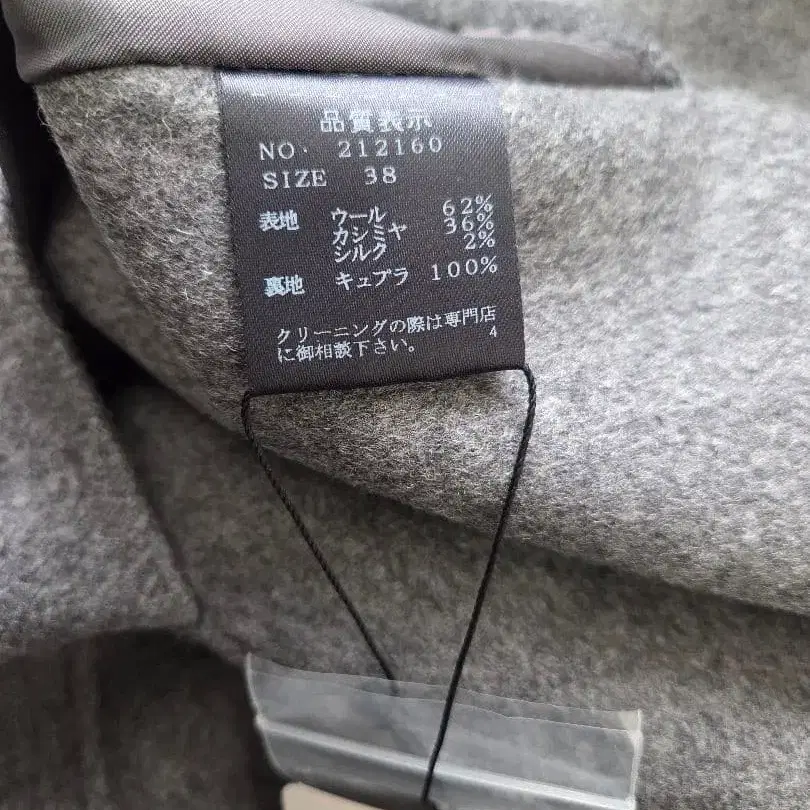 品質表示
NO. 212160
SIZE 38
表地 ウール 62%
カシミヤ 36%
シルク 2%
裏地 キュプラ 100%
クリーニングの際は専門店
に御相談下さい。 4